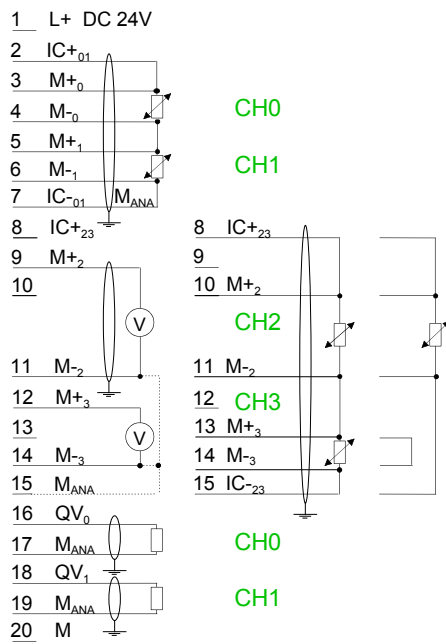 1 L+ DC 24V
2 IC+01
3 M+0
4 M-0
CH0
5 M+1
6 M-1
CH1
7 IC-01 MANA
8 IC+23
9 M+2
10
V
11 M-2
12 M+3
13
V
14 M-3
15 MANA
8 IC+23
9
10 M+2
CH2
11 M-2
12 CH3
13 M+3
14 M-3
15 IC-23
16 QV0
17 MANA
CH0
18 QV1
19 MANA
CH1
20 M